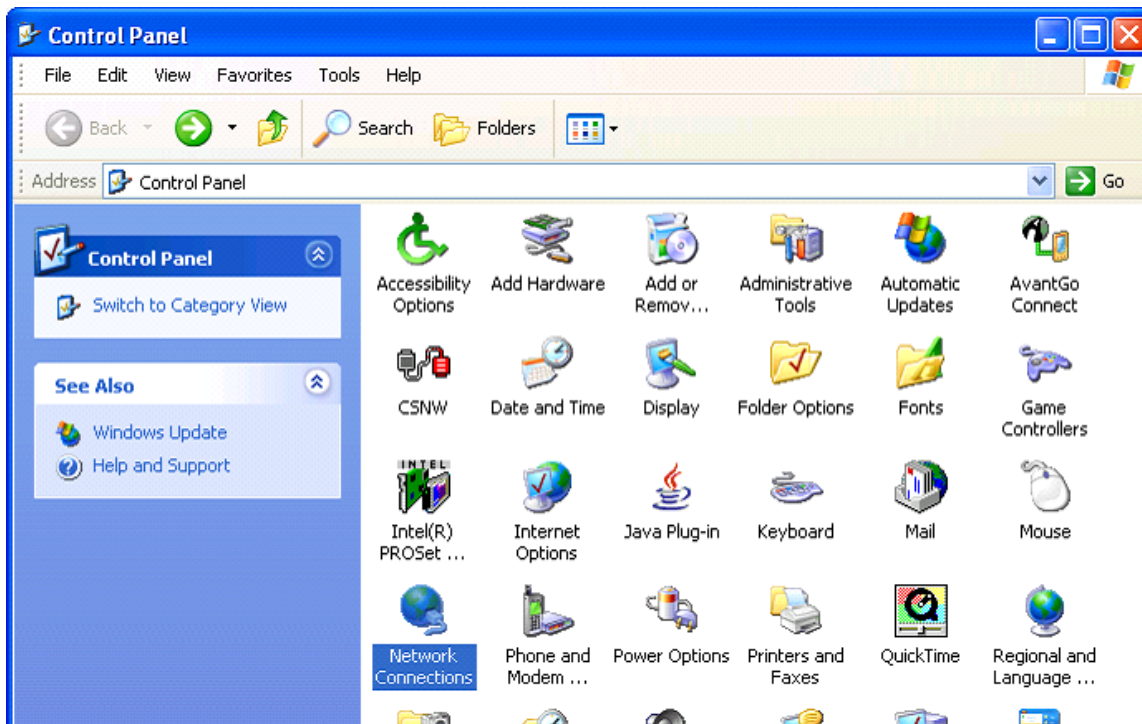 Control Panel
File Edit View Favorites Tools Help
Back Search Folders
Address Control Panel Go
Control Panel
Switch to Category View
See Also
Windows Update
Help and Support
Accessibility Options
Add Hardware
Add or Remov...
Administrative Tools
Automatic Updates
AvantGo Connect
CSNW
Date and Time
Display
Folder Options
Fonts
Game Controllers
INTEL
Intel(R) PROSet ...
Internet Options
Java Plug-in
Keyboard
Mail
Mouse
Network Connections
Phone and Modem ...
Power Options
Printers and Faxes
QuickTime
Regional and Language ...